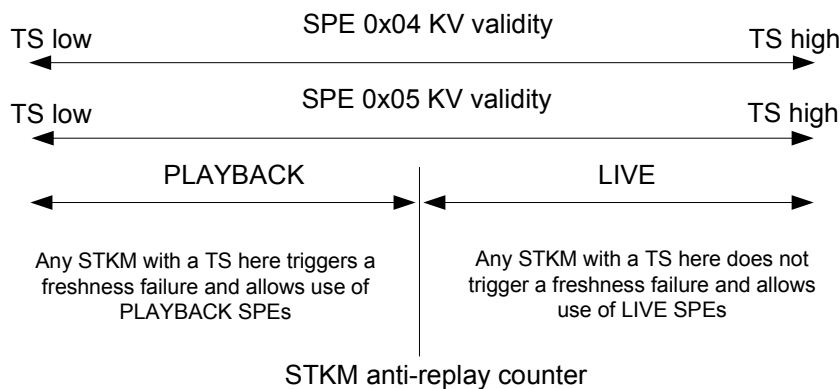 SPE 0x04 KV validity
TS low
TS high
SPE 0x05 KV validity
TS low
TS high
PLAYBACK
LIVE
Any STKM with a TS here triggers a
freshness failure and allows use of
PLAYBACK SPEs
Any STKM with a TS here does not
trigger a freshness failure and allows
use of LIVE SPEs
STKM anti-replay counter